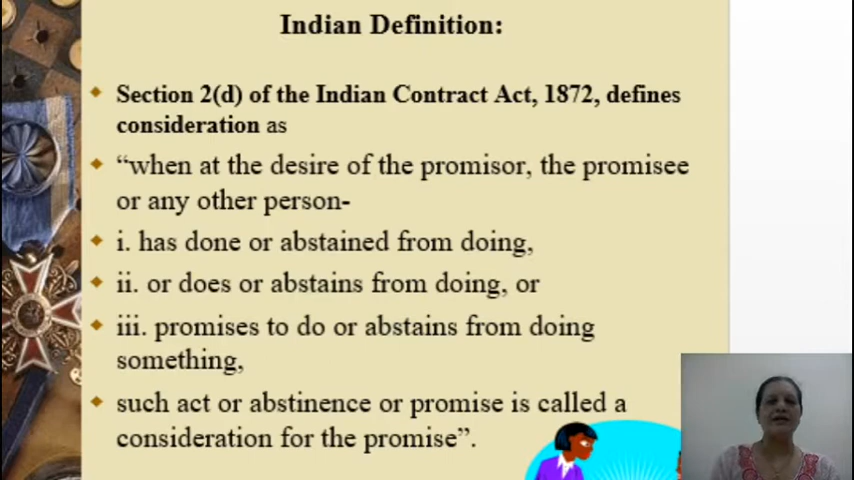 Indian Definition:
Section 2(d) of the Indian Contract Act, 1872, defines
consideration as
“when at the desire of the promisor, the promisee
or any other person-
i. has done or abstained from doing,
ii. or does or abstains from doing, or
iii. promises to do or abstains from doing
something,
such act or abstinence or promise is called a
consideration for the promise”.